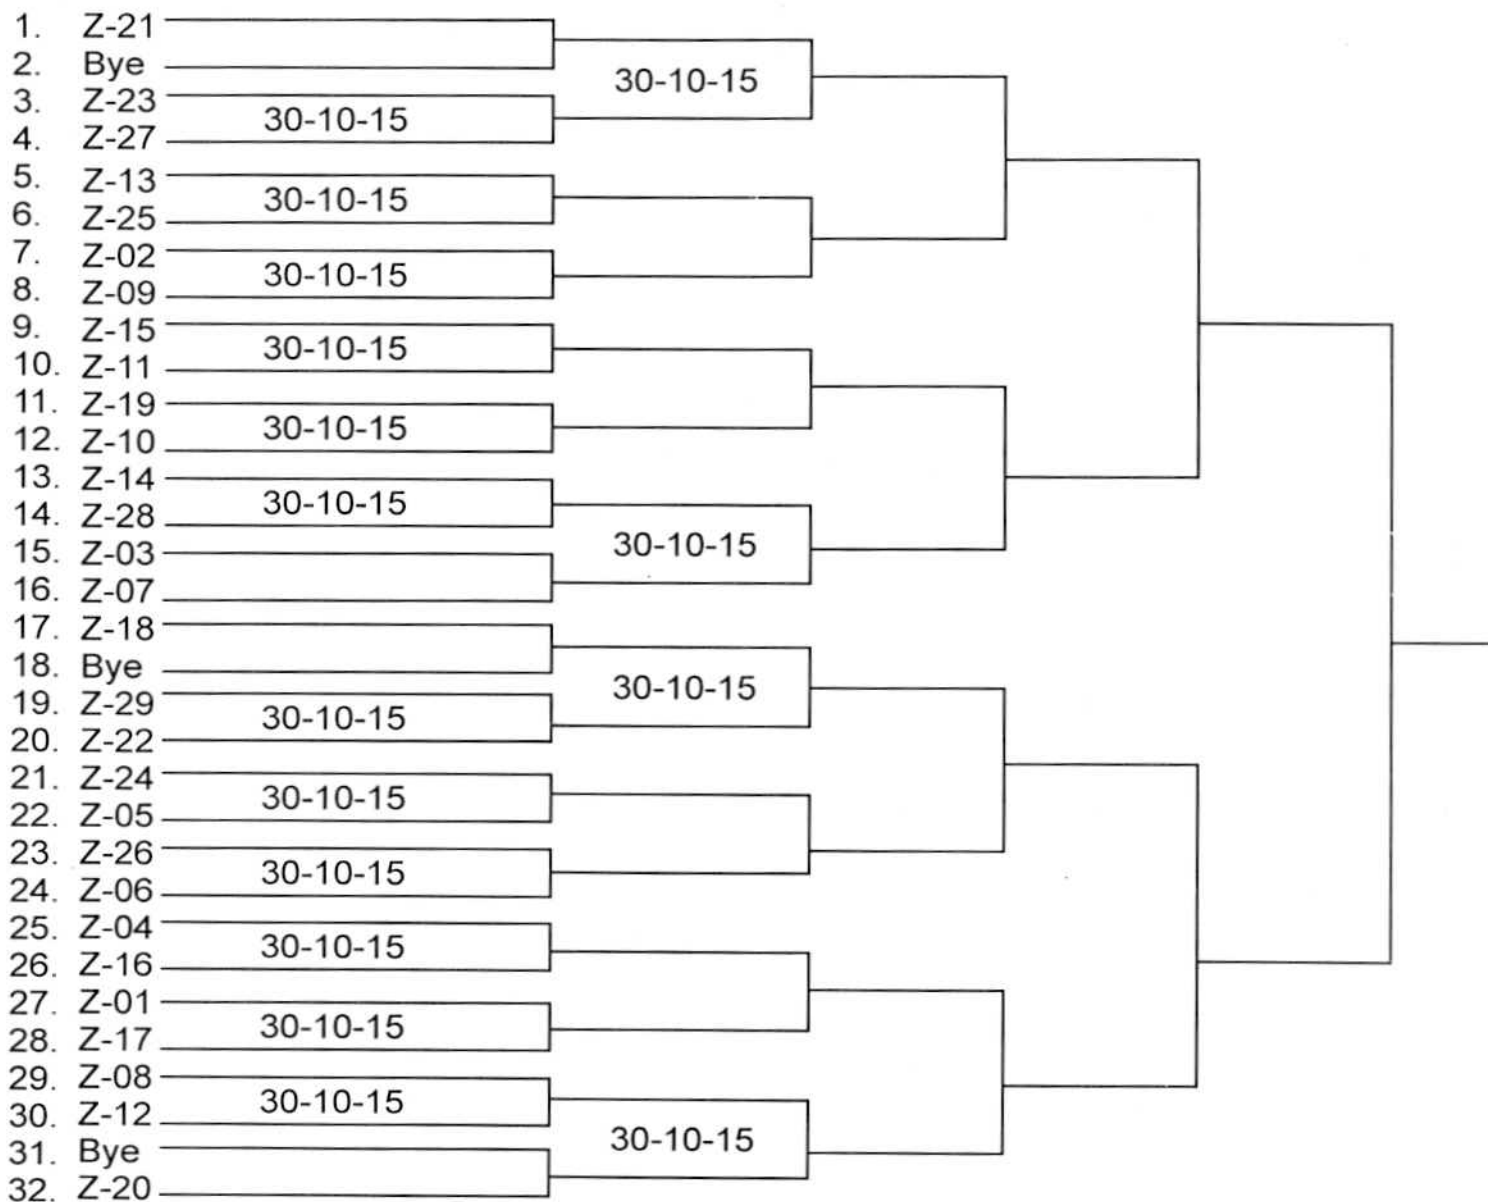 1. Z-21
2. Bye
30-10-15
3. Z-23
30-10-15
4. Z-27
5. Z-13
30-10-15
6. Z-25
7. Z-02
30-10-15
8. Z-09
9. Z-15
30-10-15
10. Z-11
11. Z-19
30-10-15
12. Z-10
13. Z-14
30-10-15
14. Z-28
30-10-15
15. Z-03
16. Z-07
17. Z-18
18. Bye
30-10-15
19. Z-29
30-10-15
20. Z-22
21. Z-24
30-10-15
22. Z-05
23. Z-26
30-10-15
24. Z-06
25. Z-04
30-10-15
26. Z-16
27. Z-01
30-10-15
28. Z-17
29. Z-08
30-10-15
30. Z-12
30-10-15
31. Bye
32. Z-20